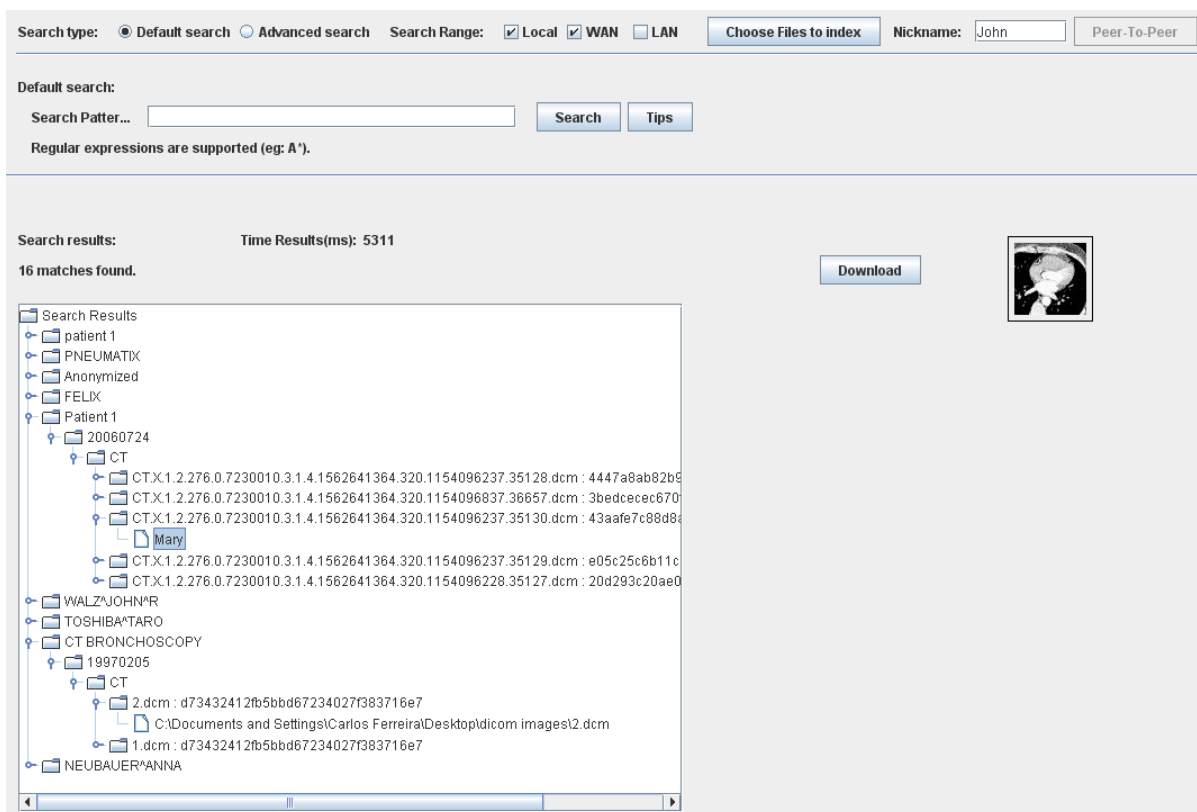 Search type: Default search Advanced search Search Range: Local WAN LAN Choose Files to index Nickname: John Peer-To-Peer
Default search:
Search Patter... Search Tips
Regular expressions are supported (eg: A*).
Search results: Time Results(ms): 5311
16 matches found. Download
Search Results
patient 1
PNEUMATIX
Anonymized
FELIX
Patient 1
20060724
CT
CT.X.1.2.276.0.7230010.3.1.4.1562641364.320.1154096237.35128.dcm : 4447a8ab82b9
CT.X.1.2.276.0.7230010.3.1.4.1562641364.320.1154096837.36657.dcm : 3bedcecec670
CT.X.1.2.276.0.7230010.3.1.4.1562641364.320.1154096237.35130.dcm : 43aafe7c88d8
Mary
CT.X.1.2.276.0.7230010.3.1.4.1562641364.320.1154096237.35129.dcm : e05c25c6b11c
CT.X.1.2.276.0.7230010.3.1.4.1562641364.320.1154096228.35127.dcm : 20d293c20ae0
WALZ^JOHN^R
TOSHIBA^TARO
CT BRONCHOSCOPY
19970205
CT
2.dcm : d73432412fb5bbd67234027f383716e7
C:\Documents and Settings\Carlos Ferreira\Desktop\dicom images\2.dcm
1.dcm : d73432412fb5bbd67234027f383716e7
NEUBAUER^ANNA